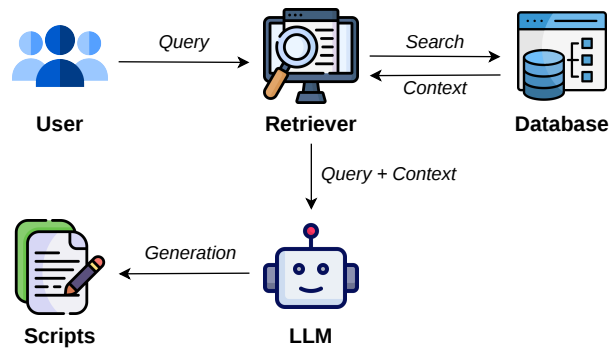 Query
Search
Context
User
Retriever
Database
Query + Context
Generation
Scripts
LLM